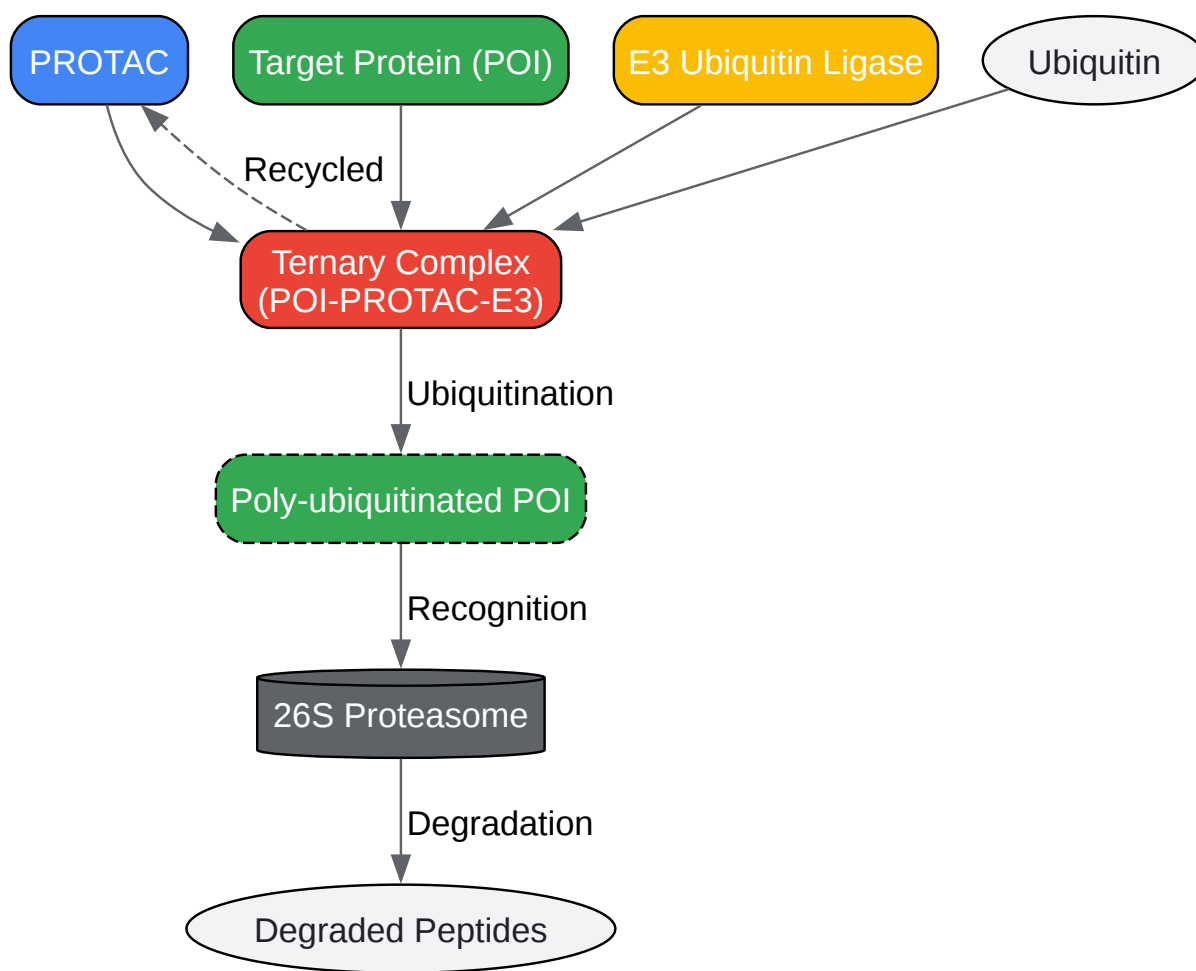 PROTAC
Target Protein (POI)
E3 Ubiquitin Ligase
Ubiquitin
Recycled
Ternary Complex
(POI-PROTAC-E3)
Ubiquitination
Poly-ubiquitinated POI
Recognition
26S Proteasome
Degradation
Degraded Peptides